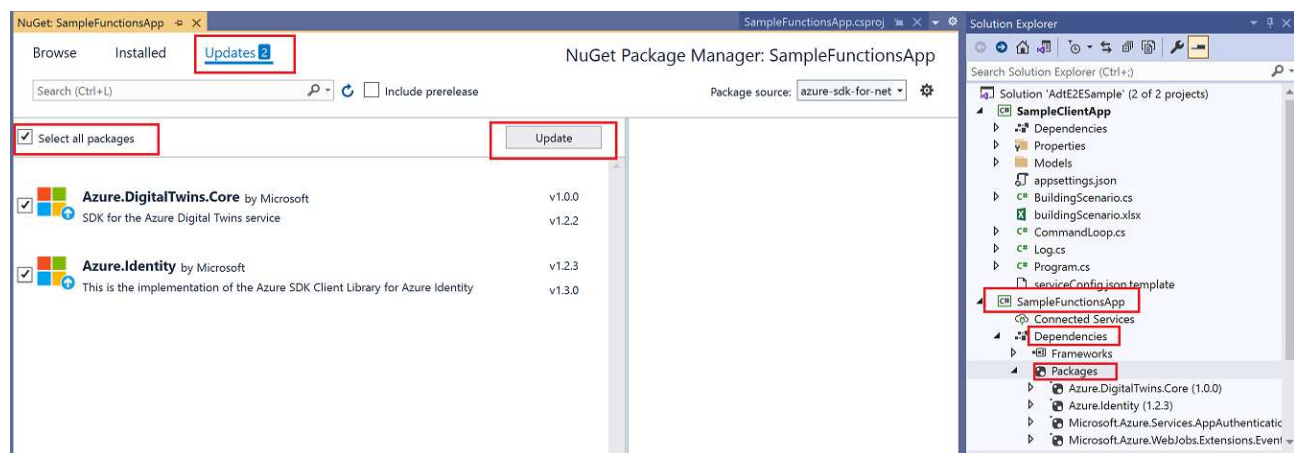 NuGet: SampleFunctionsApp
SampleFunctionsApp.csproj
Browse Installed Updates 2
NuGet Package Manager: SampleFunctionsApp
Search (Ctrl+L)
Include prerelease
Package source: azure-sdk-for-net
Select all packages
Update
Azure.DigitalTwins.Core by Microsoft
v1.0.0
SDK for the Azure Digital Twins service
v1.2.2
Azure.Identity by Microsoft
v1.2.3
This is the implementation of the Azure SDK Client Library for Azure Identity
v1.3.0
Solution Explorer
Search Solution Explorer (Ctrl+;)
Solution 'AdtE2ESample' (2 of 2 projects)
C# SampleClientApp
Dependencies
Properties
Models
appsettings.json
C# BuildingScenario.cs
buildingScenario.xlsx
C# CommandLoop.cs
C# Log.cs
C# Program.cs
serviceConfig.json.template
C# SampleFunctionsApp
Connected Services
Dependencies
Frameworks
Packages
Azure.DigitalTwins.Core (1.0.0)
Azure.Identity (1.2.3)
Microsoft.Azure.Services.AppAuthenticatic
Microsoft.Azure.WebJobs.Extensions.Event